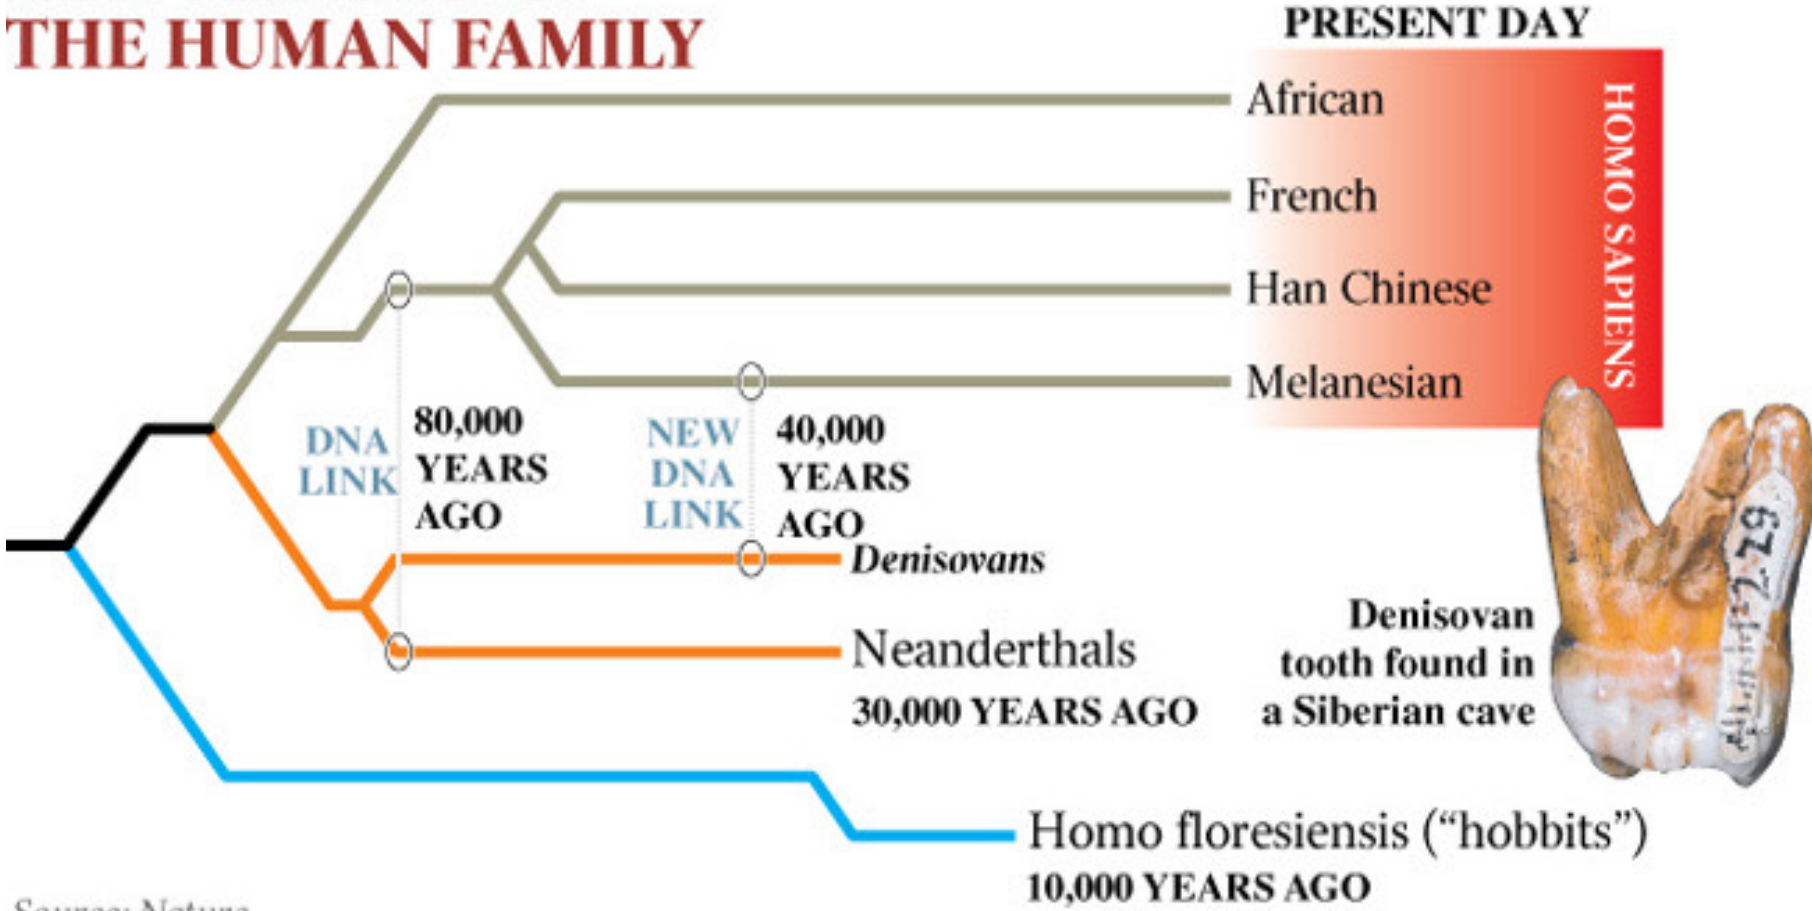 THE HUMAN FAMILY
PRESENT DAY
African
French
Han Chinese
Melanesian
HOMO SAPIENS
DNA
LINK
80,000
YEARS
AGO
NEW
DNA
LINK
40,000
YEARS
AGO
Denisovans
Neanderthals
30,000 YEARS AGO
Denisovan
tooth found in
a Siberian cave
Homo floresiensis (“hobbits”)
10,000 YEARS AGO
Source: Nature